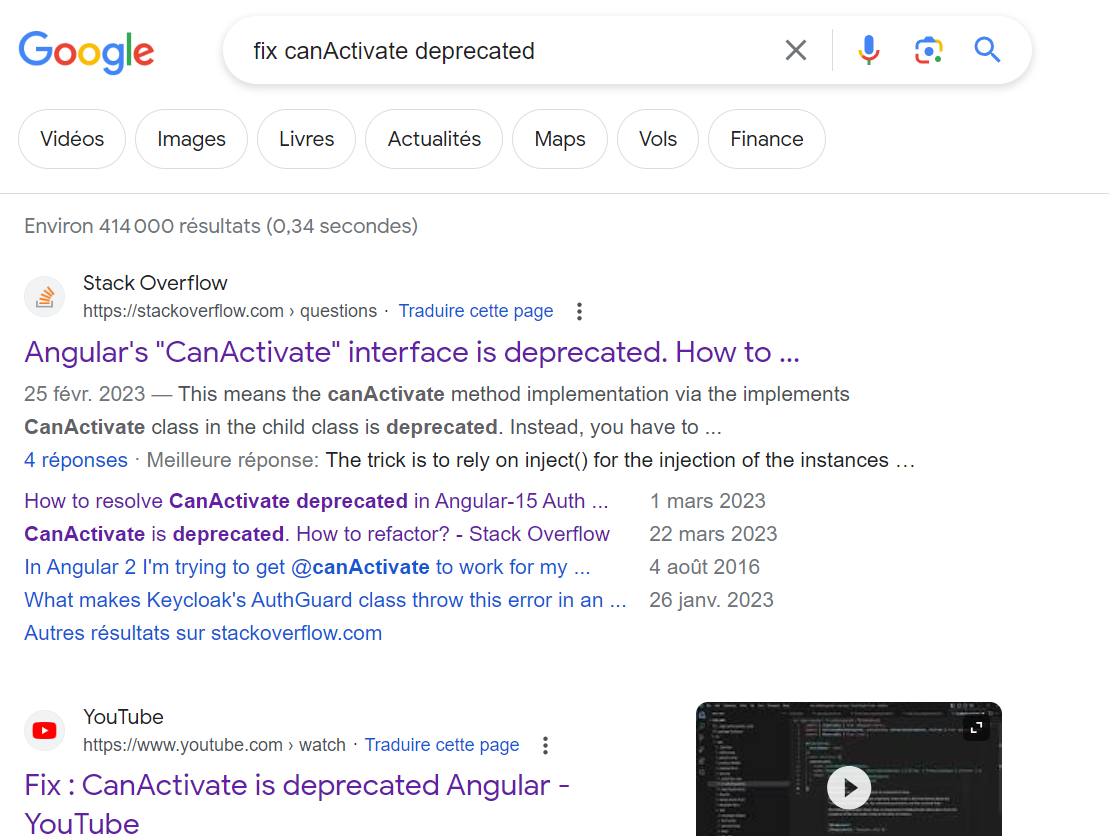 Google
fix canActivate deprecated
Vidéos
Images
Livres
Actualités
Maps
Vols
Finance
Environ 414 000 résultats (0,34 secondes)
Stack Overflow
https://stackoverflow.com › questions · Traduire cette page
Angular's "CanActivate" interface is deprecated. How to ...
25 févr. 2023 — This means the canActivate method implementation via the implements
CanActivate class in the child class is deprecated. Instead, you have to ...
4 réponses · Meilleure réponse: The trick is to rely on inject() for the injection of the instances …
How to resolve CanActivate deprecated in Angular-15 Auth ... 1 mars 2023
CanActivate is deprecated. How to refactor? - Stack Overflow 22 mars 2023
In Angular 2 I'm trying to get @canActivate to work for my ... 4 août 2016
What makes Keycloak's AuthGuard class throw this error in an ... 26 janv. 2023
Autres résultats sur stackoverflow.com
YouTube
https://www.youtube.com › watch · Traduire cette page
Fix : CanActivate is deprecated Angular -
YouTube